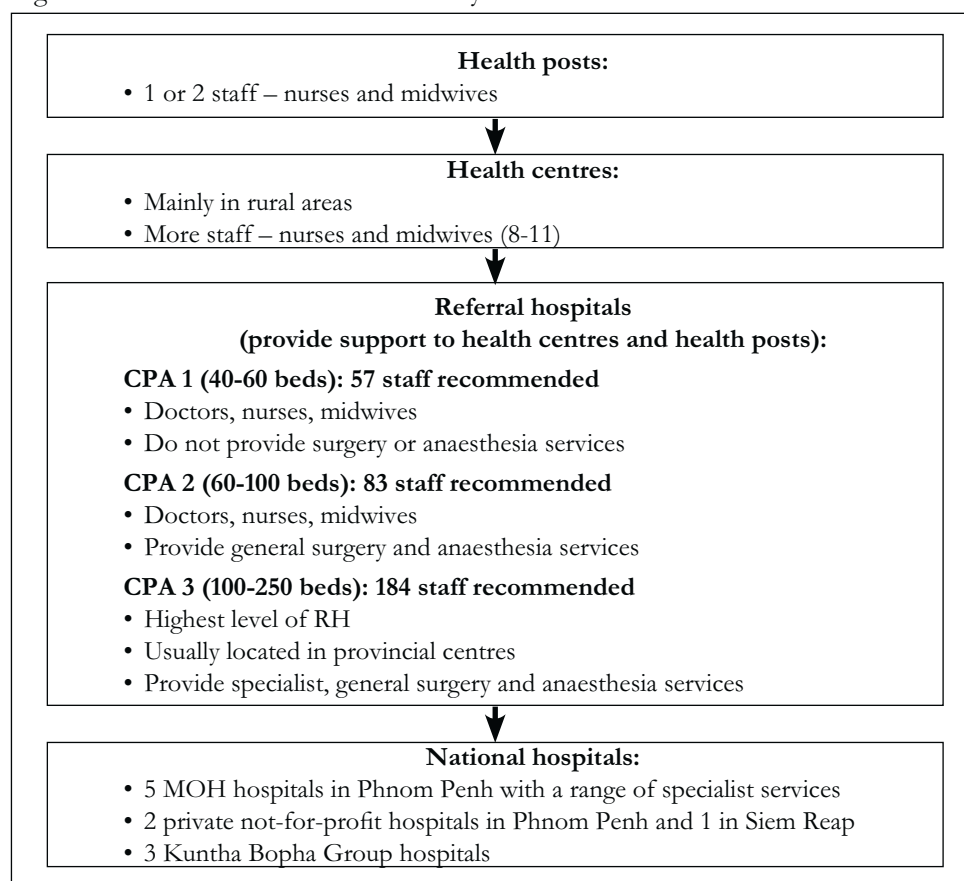 Health posts:
• 1 or 2 staff – nurses and midwives
Health centres:
• Mainly in rural areas
• More staff – nurses and midwives (8-11)
Referral hospitals
(provide support to health centres and health posts):
CPA 1 (40-60 beds): 57 staff recommended
• Doctors, nurses, midwives
• Do not provide surgery or anaesthesia services
CPA 2 (60-100 beds): 83 staff recommended
• Doctors, nurses, midwives
• Provide general surgery and anaesthesia services
CPA 3 (100-250 beds): 184 staff recommended
• Highest level of RH
• Usually located in provincial centres
• Provide specialist, general surgery and anaesthesia services
National hospitals:
• 5 MOH hospitals in Phnom Penh with a range of specialist services
• 2 private not-for-profit hospitals in Phnom Penh and 1 in Siem Reap
• 3 Kuntha Bopha Group hospitals